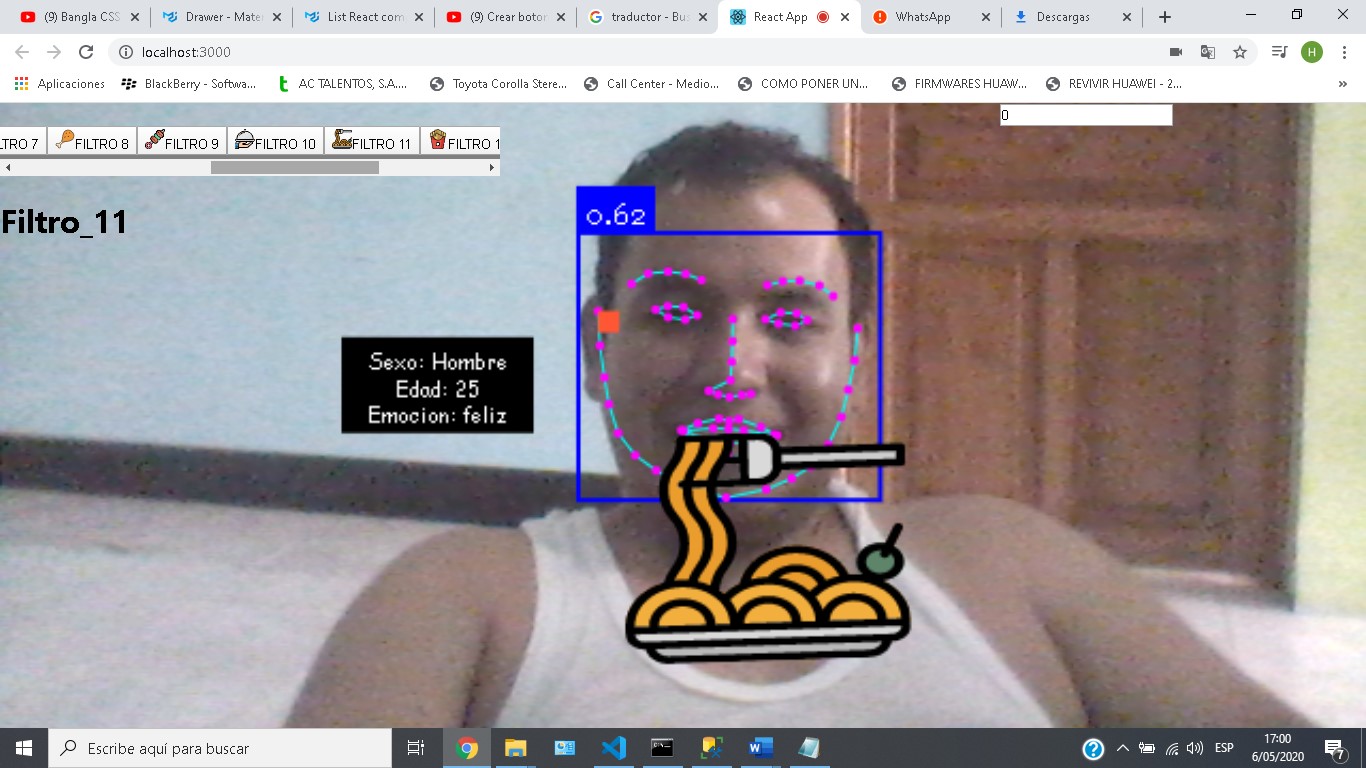 (9) Bangla CSS
Drawer - Mate
List React com
(9) Crear botor
traductor - Bus
React App
WhatsApp
Descargas
localhost:3000
H
Aplicaciones
BlackBerry - Softwa...
AC TALENTOS, S.A....
Toyota Corolla Stere...
Call Center - Medio...
COMO PONER UN...
FIRMWARES HUAW...
REVIVIR HUAWEI - 2...
»
LTRO 7
FILTRO 8
FILTRO 9
FILTRO 10
FILTRO 11
FILTRO 1
0
Filtro_11
0.62
Sexo: Hombre
Edad: 25
Emocion: feliz
Escribe aquí para buscar
ESP
17:00
6/05/2020
7